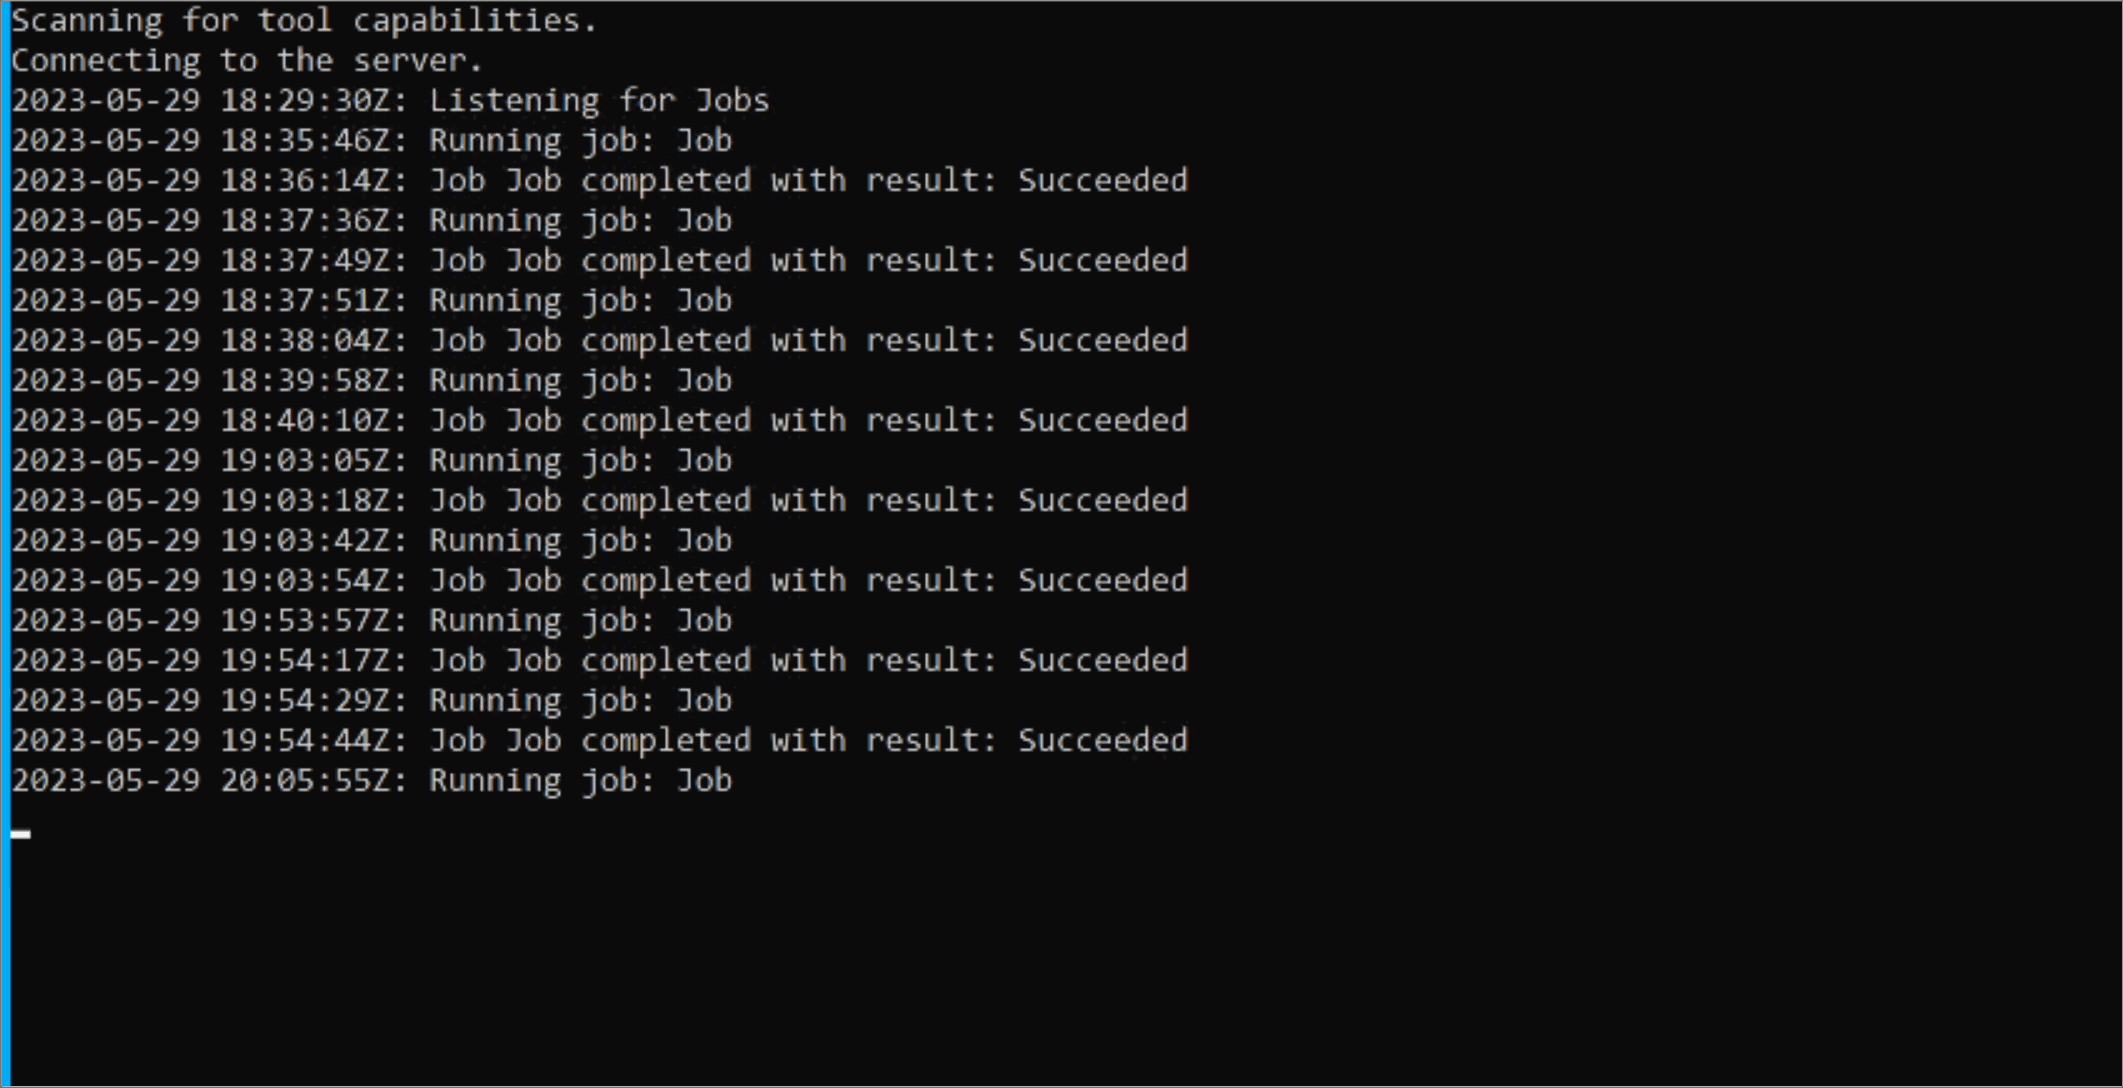 Scanning for tool capabilities.
Connecting to the server.
2023-05-29 18:29:30Z: Listening for Jobs
2023-05-29 18:35:46Z: Running job: Job
2023-05-29 18:36:14Z: Job Job completed with result: Succeeded
2023-05-29 18:37:36Z: Running job: Job
2023-05-29 18:37:49Z: Job Job completed with result: Succeeded
2023-05-29 18:37:51Z: Running job: Job
2023-05-29 18:38:04Z: Job Job completed with result: Succeeded
2023-05-29 18:39:58Z: Running job: Job
2023-05-29 18:40:10Z: Job Job completed with result: Succeeded
2023-05-29 19:03:05Z: Running job: Job
2023-05-29 19:03:18Z: Job Job completed with result: Succeeded
2023-05-29 19:03:42Z: Running job: Job
2023-05-29 19:03:54Z: Job Job completed with result: Succeeded
2023-05-29 19:53:57Z: Running job: Job
2023-05-29 19:54:17Z: Job Job completed with result: Succeeded
2023-05-29 19:54:29Z: Running job: Job
2023-05-29 19:54:44Z: Job Job completed with result: Succeeded
2023-05-29 20:05:55Z: Running job: Job